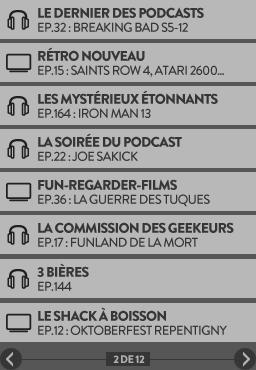 LE DERNIER DES PODCASTS
EP.32 : BREAKING BAD S5-12
RÉTRO NOUVEAU
EP.15 : SAINTS ROW 4, ATARI 2600...
LES MYSTÉRIEUX ÉTONNANTS
EP.164 : IRON MAN 13
LA SOIRÉE DU PODCAST
EP.22 : JOE SAKICK
FUN-REGARDER-FILMS
EP.36 : LA GUERRE DES TUQUES
LA COMMISSION DES GEEKEURS
EP.17 : FUNLAND DE LA MORT
3 BIÈRES
EP.144
LE SHACK À BOISSON
EP.12 : OKTOBERFEST REPENTIGNY
2 DE 12